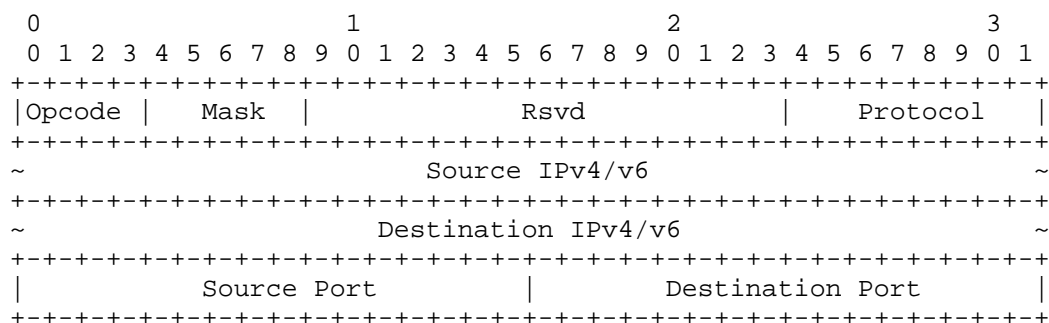 0                   1                   2                   3
 0 1 2 3 4 5 6 7 8 9 0 1 2 3 4 5 6 7 8 9 0 1 2 3 4 5 6 7 8 9 0 1
+-+-+-+-+-+-+-+-+-+-+-+-+-+-+-+-+-+-+-+-+-+-+-+-+-+-+-+-+-+-+-+-+
|Opcode |   Mask  |             Rsvd            |    Protocol   |
+-+-+-+-+-+-+-+-+-+-+-+-+-+-+-+-+-+-+-+-+-+-+-+-+-+-+-+-+-+-+-+-+
~                         Source IPv4/v6                        ~
+-+-+-+-+-+-+-+-+-+-+-+-+-+-+-+-+-+-+-+-+-+-+-+-+-+-+-+-+-+-+-+-+
~                      Destination IPv4/v6                      ~
+-+-+-+-+-+-+-+-+-+-+-+-+-+-+-+-+-+-+-+-+-+-+-+-+-+-+-+-+-+-+-+-+
|           Source Port         |       Destination Port        |
+-+-+-+-+-+-+-+-+-+-+-+-+-+-+-+-+-+-+-+-+-+-+-+-+-+-+-+-+-+-+-+-+